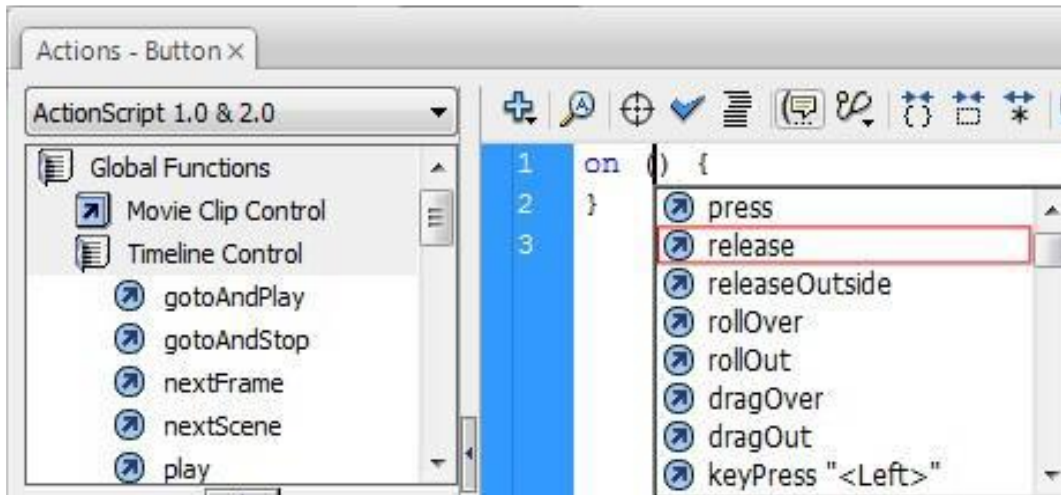 Actions - Button ×
ActionScript 1.0 & 2.0
Global Functions
Movie Clip Control
Timeline Control
gotoAndPlay
gotoAndStop
nextFrame
nextScene
play
1 on () {
2 }
3
press
release
releaseOutside
rollOver
rollOut
dragOver
dragOut
keyPress "<Left>"